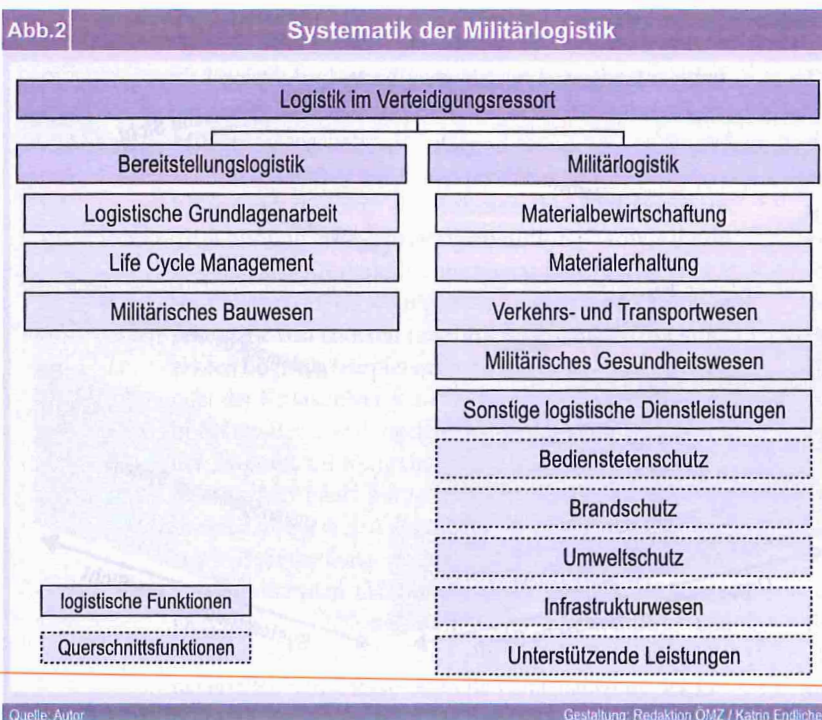 Abb.2
Systematik der Militärlogistik
Logistik im Verteidigungsressort
Bereitstellungslogistik
Logistische Grundlagenarbeit
Life Cycle Management
Militärisches Bauwesen
Militärlogistik
Materialbewirtschaftung
Materialerhaltung
Verkehrs- und Transportwesen
Militärisches Gesundheitswesen
Sonstige logistische Dienstleistungen
Bedienstetenschutz
Brandschutz
Umweltschutz
Infrastrukturwesen
Unterstützende Leistungen
logistische Funktionen
Querschnittsfunktionen
Quelle: Autor
Gestaltung: Redaktion ÖMZ / Katrin